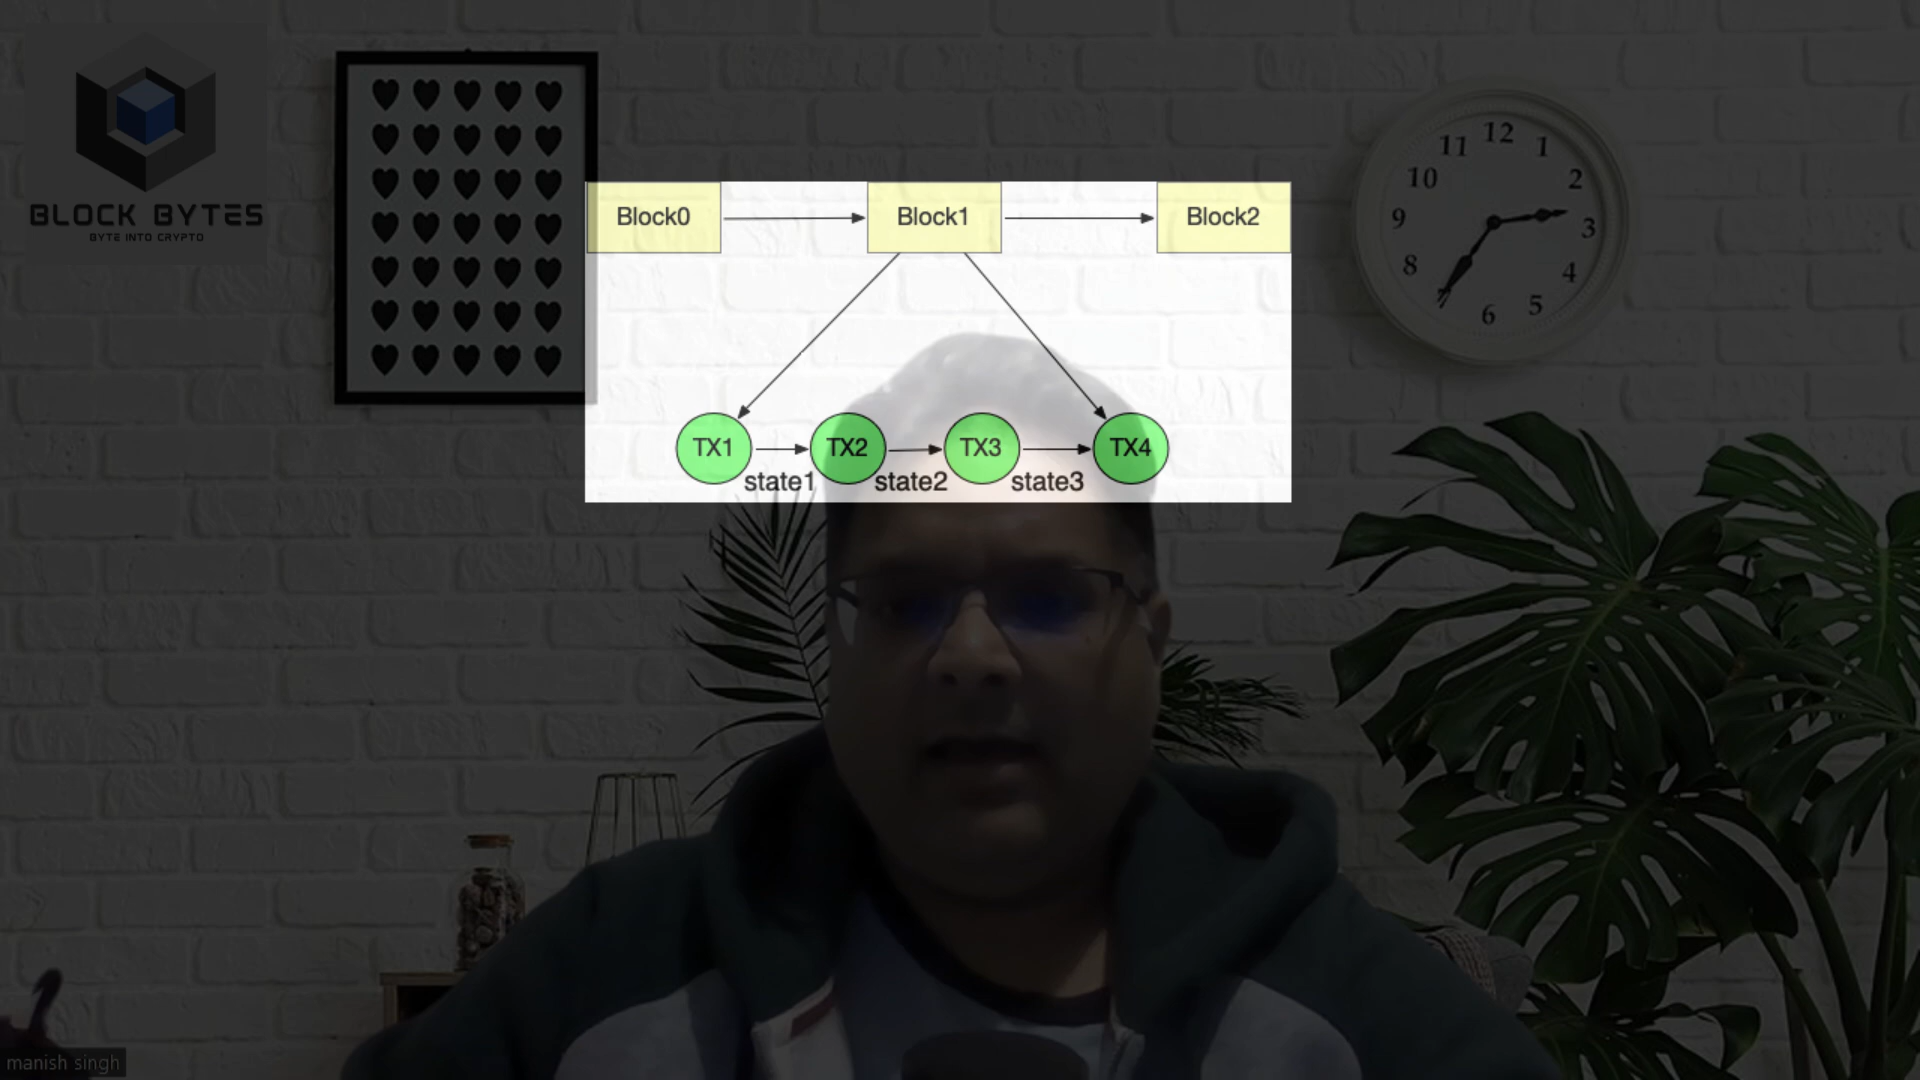 BLOCK BYTES
BYTE INTO CRYPTO
12
11
1
10
2
9
3
8
4
6
5
Block0
Block1
Block2
TX1
TX2
TX3
TX4
state1
state2
state3
manish singh